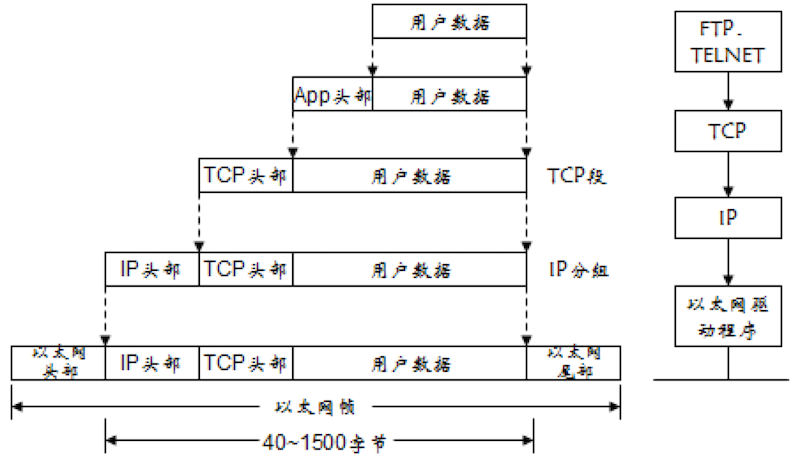 用户数据
FTP-
TELNET
App头部 用户数据
TCP
TCP头部 用户数据 TCP段
IP
IP头部 TCP头部 用户数据 IP分组
以太网驱
动程序
以太网
头部 IP头部 TCP头部 用户数据 以太网
尾部
以太网帧
40~1500字节